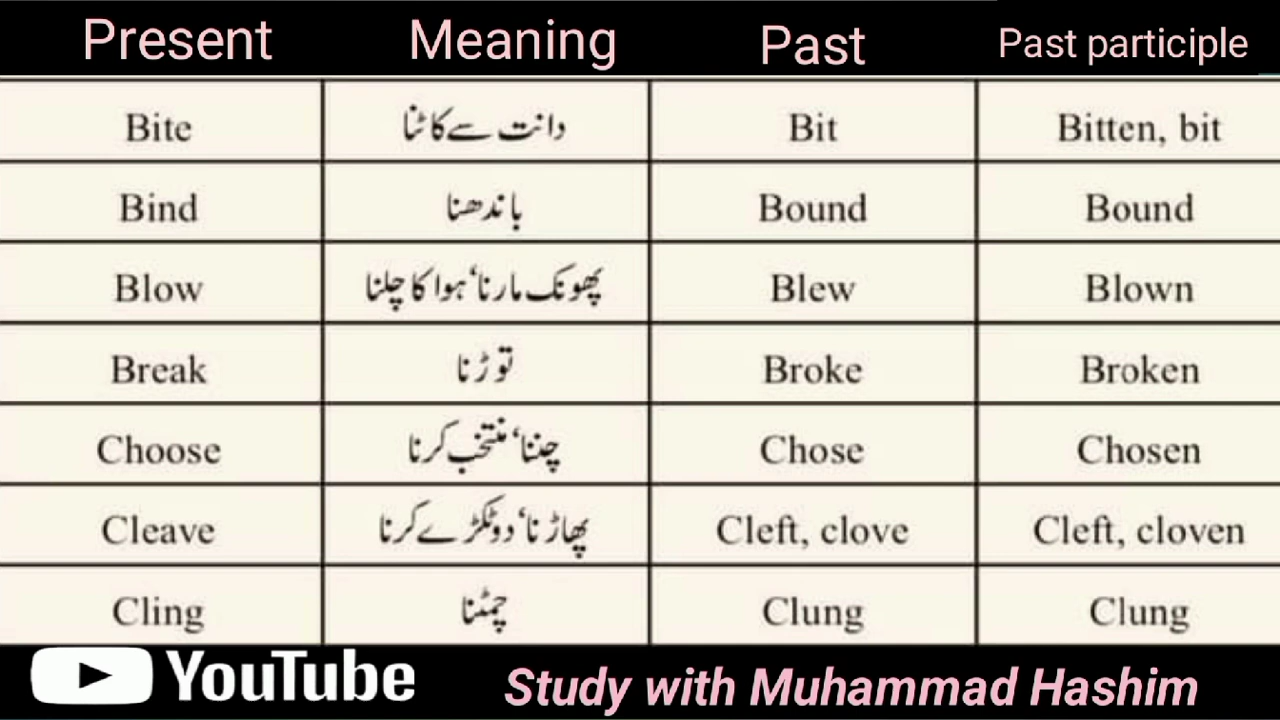 Present Meaning Past Past participle
Bite دانت سے کاٹنا Bit Bitten, bit
Bind باندھنا Bound Bound
Blow پھونک مارنا‘ ہوا کا چلنا Blew Blown
Break توڑنا Broke Broken
Choose چننا‘ منتخب کرنا Chose Chosen
Cleave پھاڑنا‘ دو ٹکڑے کرنا Cleft, clove Cleft, cloven
Cling چمٹنا Clung Clung
YouTube Study with Muhammad Hashim